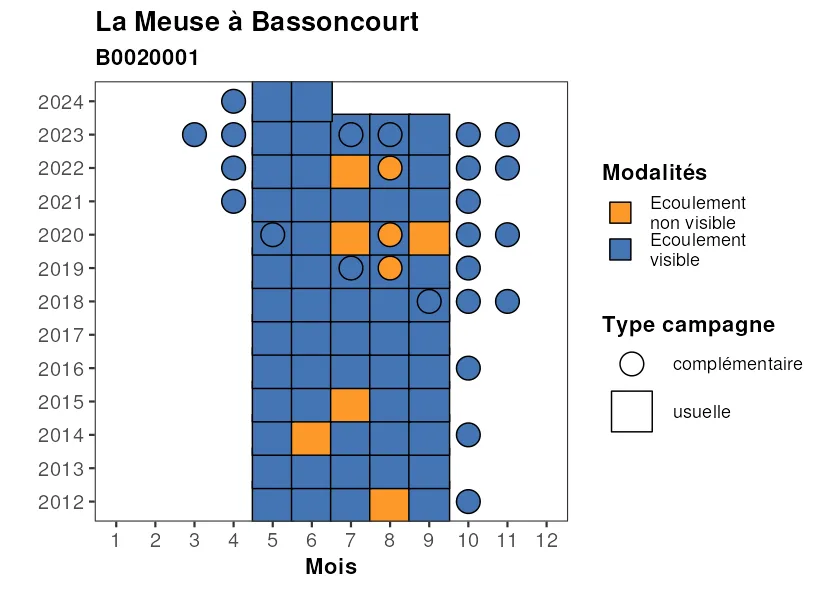 La Meuse à Bassoncourt
B0020001
2024
2023
2022
2021
2020
2019
2018
2017
2016
2015
2014
2013
2012
1 2 3 4 5 6 7 8 9 10 11 12
Mois
Modalités
Ecoulement
non visible
Ecoulement
visible
Type campagne
complémentaire
usuelle